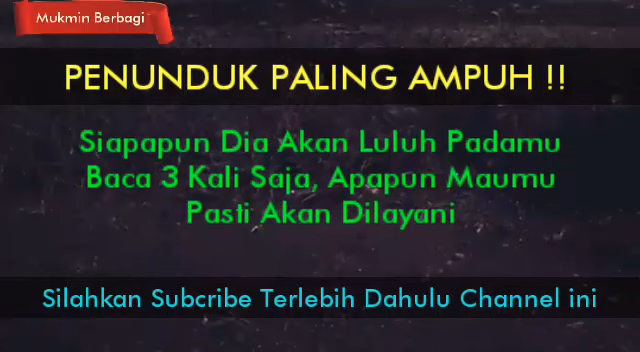 Mukmin Berbagi
PENUNDUK PALING AMPUH !!
Siapapun Dia Akan Luluh Padamu
Baca 3 Kali Saja, Apapun Maumu
Pasti Akan Dilayani
Silahkan Subcribe Terlebih Dahulu Channel ini